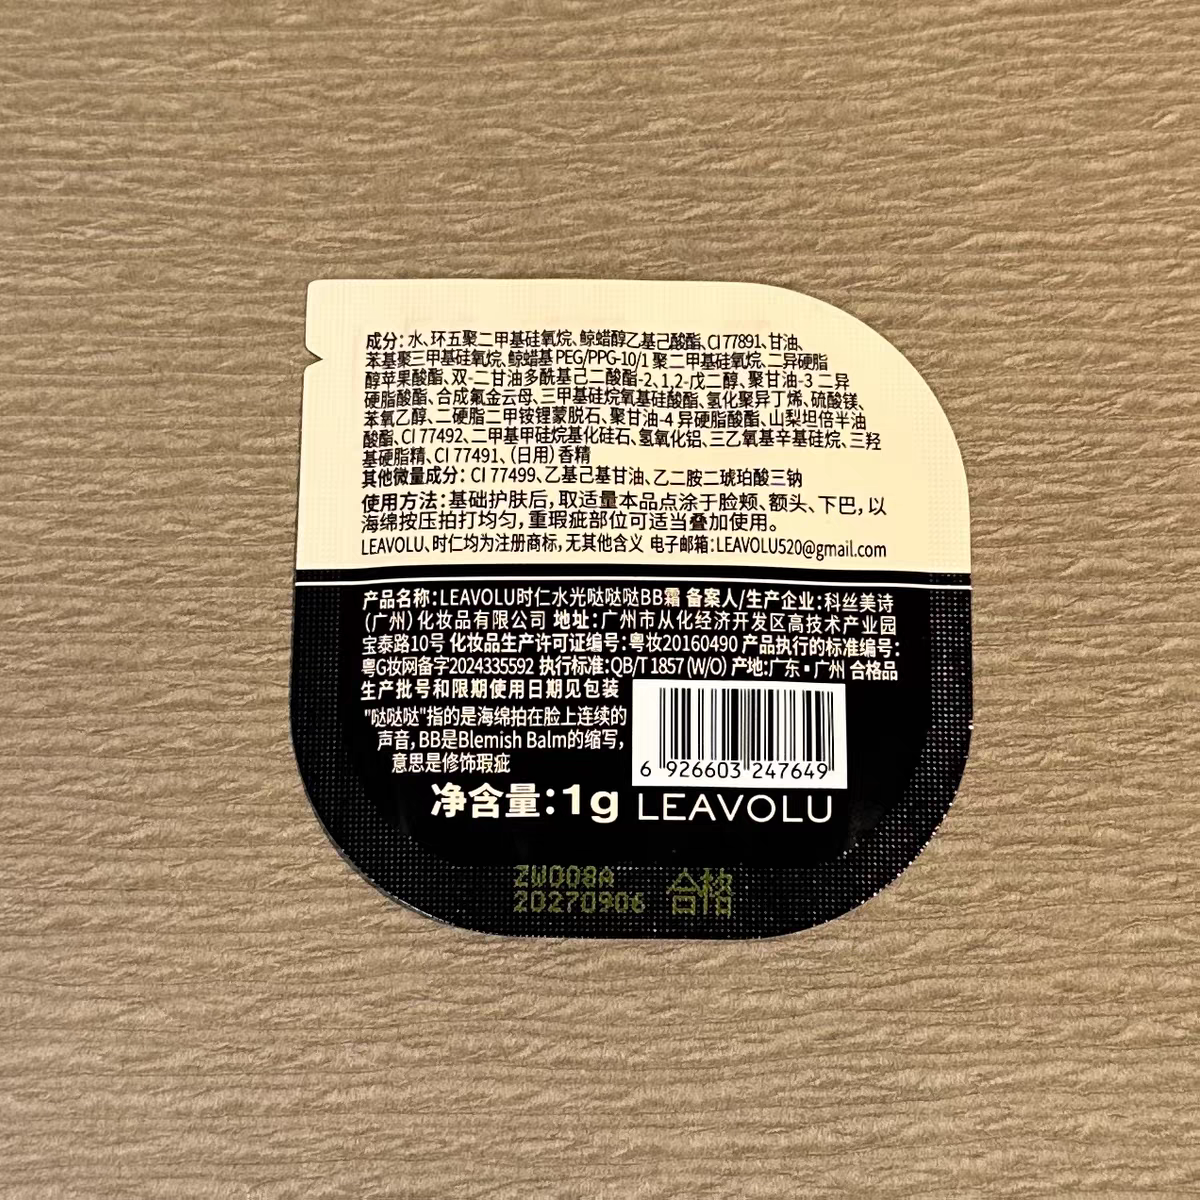 成分：水、环五聚二甲基硅氧烷、鲸蜡醇乙基己酸酯、CI 77891、甘油、
苯基聚三甲基硅氧烷、鲸蜡基 PEG/PPG-10/1 聚二甲基硅氧烷、二异硬脂
醇苹果酸酯、双-二甘油多酰基己二酸酯-2、1,2-戊二醇、聚甘油-3 二异
硬脂酸酯、合成氟金云母、三甲基硅烷氧基硅酸酯、氢化聚异丁烯、硫酸镁、
苯氧乙醇、二硬脂二甲铵锂蒙脱石、聚甘油-4 异硬脂酸酯、山梨坦倍半油
酸酯、CI 77492、二甲基甲硅烷基化硅石、氢氧化铝、三乙氧基辛基硅烷、三羟
基硬脂精、CI 77491、(日用)香精
其他微量成分：CI 77499、乙基己基甘油、乙二胺二琥珀酸三钠
使用方法：基础护肤后，取适量本品点涂于脸颊、额头、下巴，以
海绵按压拍打均匀，重瑕疵部位可适当叠加使用。
LEAVOLU、时仁均为注册商标，无其他含义 电子邮箱：LEAVOLU520@gmail.com
产品名称：LEAVOLU时仁水光哒哒哒BB霜 备案人/生产企业：科丝美诗
(广州)化妆品有限公司 地址：广州市从化经济开发区高技术产业园
宝泰路10号 化妆品生产许可证编号：粤妆20160490 产品执行的标准编号：
粤G妆网备字2024335592 执行标准：QB/T 1857 (W/O) 产地:广东▪广州 合格品
生产批号和限期使用日期见包装
"哒哒哒"指的是海绵拍在脸上连续的
声音，BB是Blemish Balm的缩写，
意思是修饰瑕疵
6 926603 247649
净含量：1g LEAVOLU
ZW008A
20270906 合格